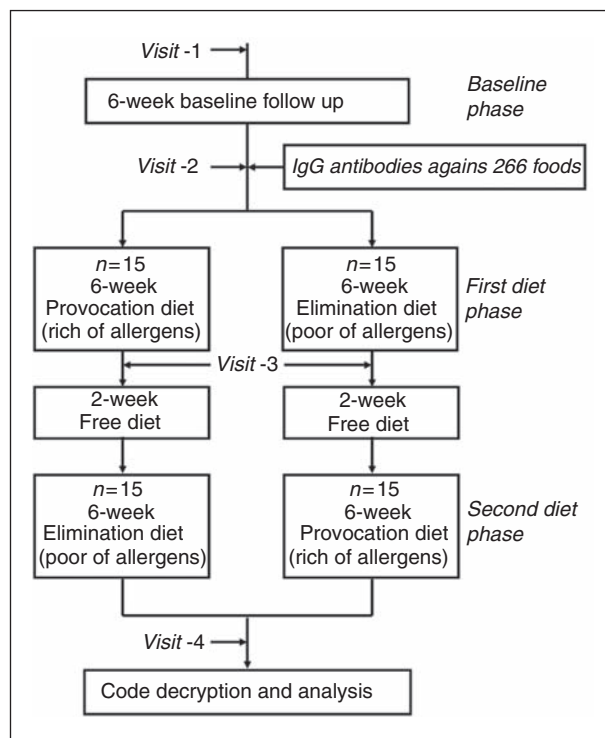 Visit -1
6-week baseline follow up
Baseline
phase
Visit -2
IgG antibodies agains 266 foods
n=15
6-week
Provocation diet
(rich of allergens)
n=15
6-week
Elimination diet
(poor of allergens)
First diet
phase
Visit -3
2-week
Free diet
2-week
Free diet
n=15
6-week
Elimination diet
(poor of allergens)
n=15
6-week
Provocation diet
(rich of allergens)
Second diet
phase
Visit -4
Code decryption and analysis